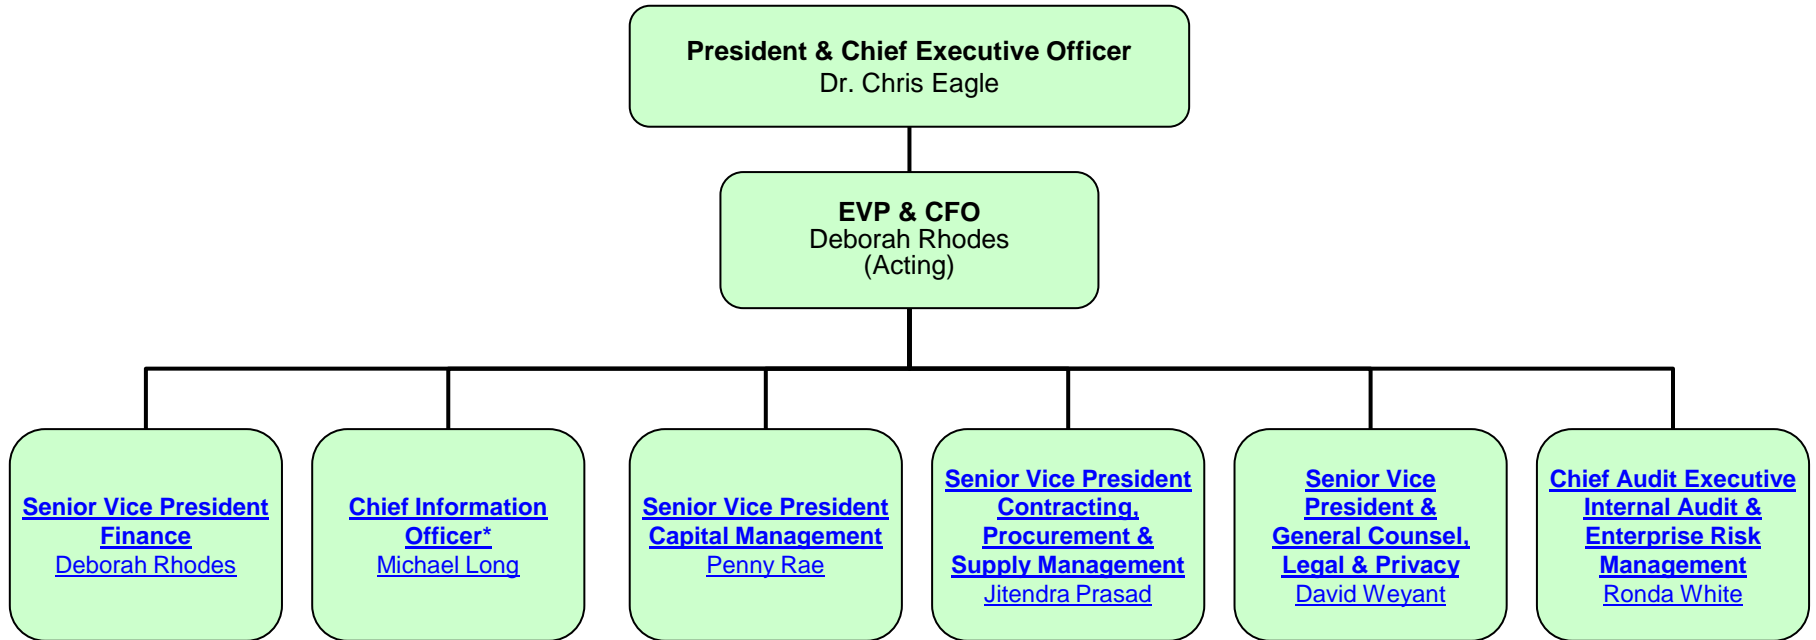 President & Chief Executive Officer
Dr. Chris Eagle
EVP & CFO
Deborah Rhodes
(Acting)
Senior Vice President
Finance
Deborah Rhodes
Chief Information
Officer*
Michael Long
Senior Vice President
Capital Management
Penny Rae
Senior Vice President
Contracting,
Procurement &
Supply Management
Jitendra Prasad
Senior Vice
President &
General Counsel,
Legal & Privacy
David Weyant
Chief Audit Executive
Internal Audit &
Enterprise Risk
Management
Ronda White